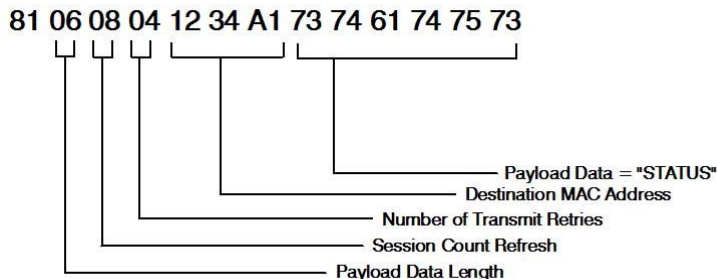 81 06 08 04 12 34 A1 73 74 61 74 75 73
Payload Data = "STATUS"
Destination MAC Address
Number of Transmit Retries
Session Count Refresh
Payload Data Length